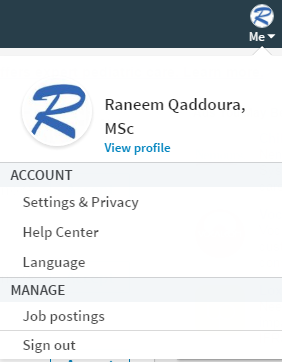 R
Me
R
Raneem Qaddoura,
MSc
View profile
ACCOUNT
Settings & Privacy
Help Center
Language
MANAGE
Job postings
Sign out